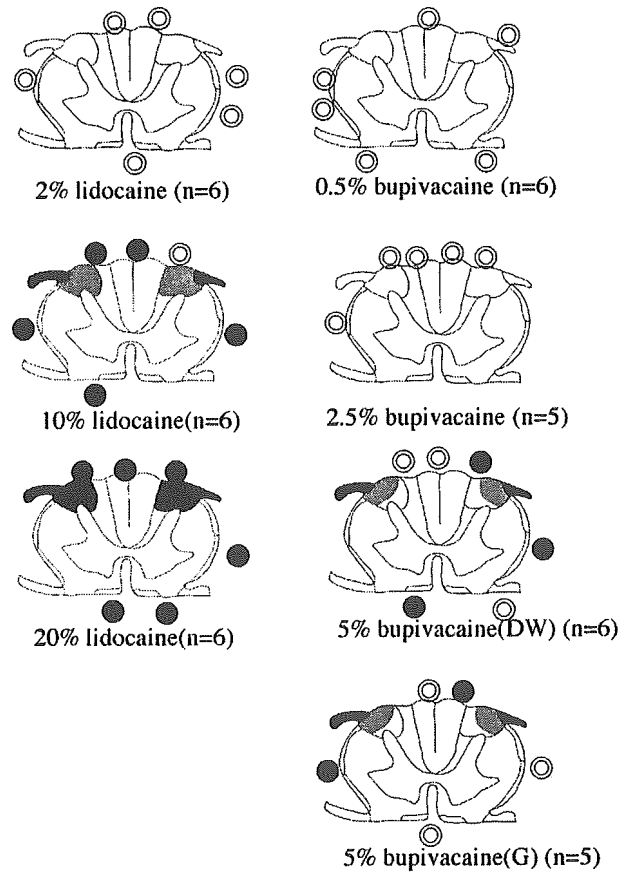 2% lidocaine (n=6)
0.5% bupivacaine (n=6)
10% lidocaine(n=6)
2.5% bupivacaine (n=5)
20% lidocaine(n=6)
5% bupivacaine(DW) (n=6)
5% bupivacaine(G) (n=5)